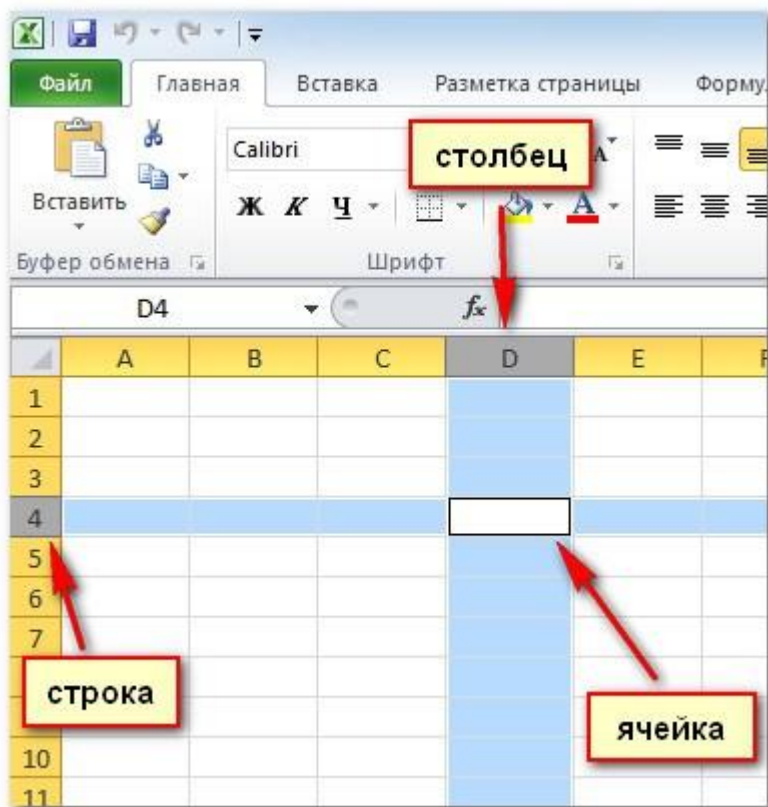 Файл Главная Вставка Разметка страницы Форму
Calibri
столбец
Вставить
Ж К Ч A
Буфер обмена Шрифт
D4 fx
A B C D E F
1
2
3
4
5
6
7
строка
ячейка
10
11